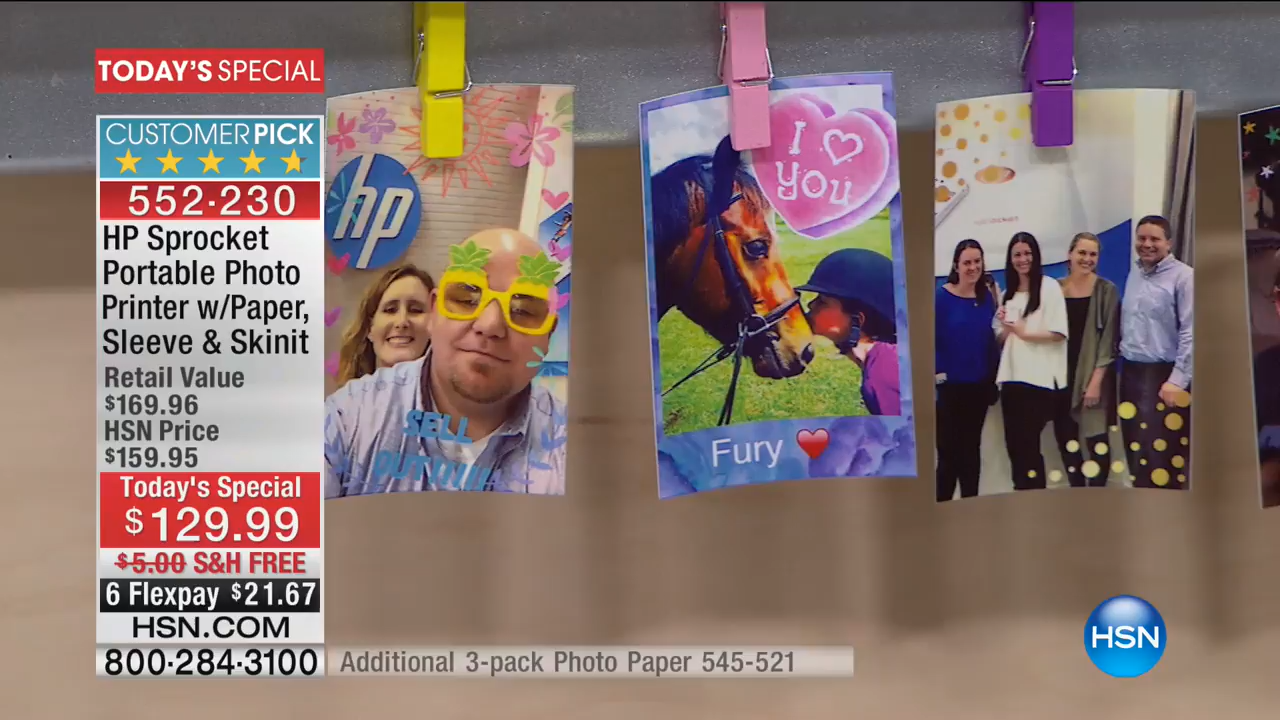 TODAY'S SPECIAL
CUSTOMER PICK
552-230
HP Sprocket
Portable Photo
Printer w/Paper,
Sleeve & Skinit
Retail Value
$169.96
HSN Price
$159.95
Today's Special
$129.99
$5.00 S&H FREE
6 Flexpay $21.67
HSN.COM
800·284·3100
Additional 3-pack Photo Paper 545-521
hp
SELL
OUT!!!!!
I
you
Fury
HSN